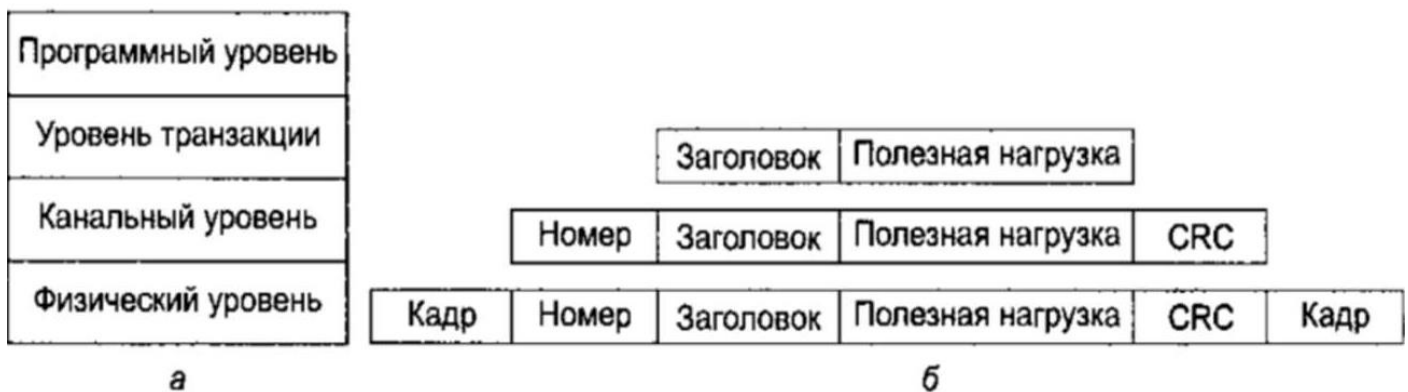 Программный уровень
Уровень транзакции
Заголовок Полезная нагрузка
Канальный уровень
Номер Заголовок Полезная нагрузка CRC
Физический уровень
Кадр Номер Заголовок Полезная нагрузка CRC Кадр
а б